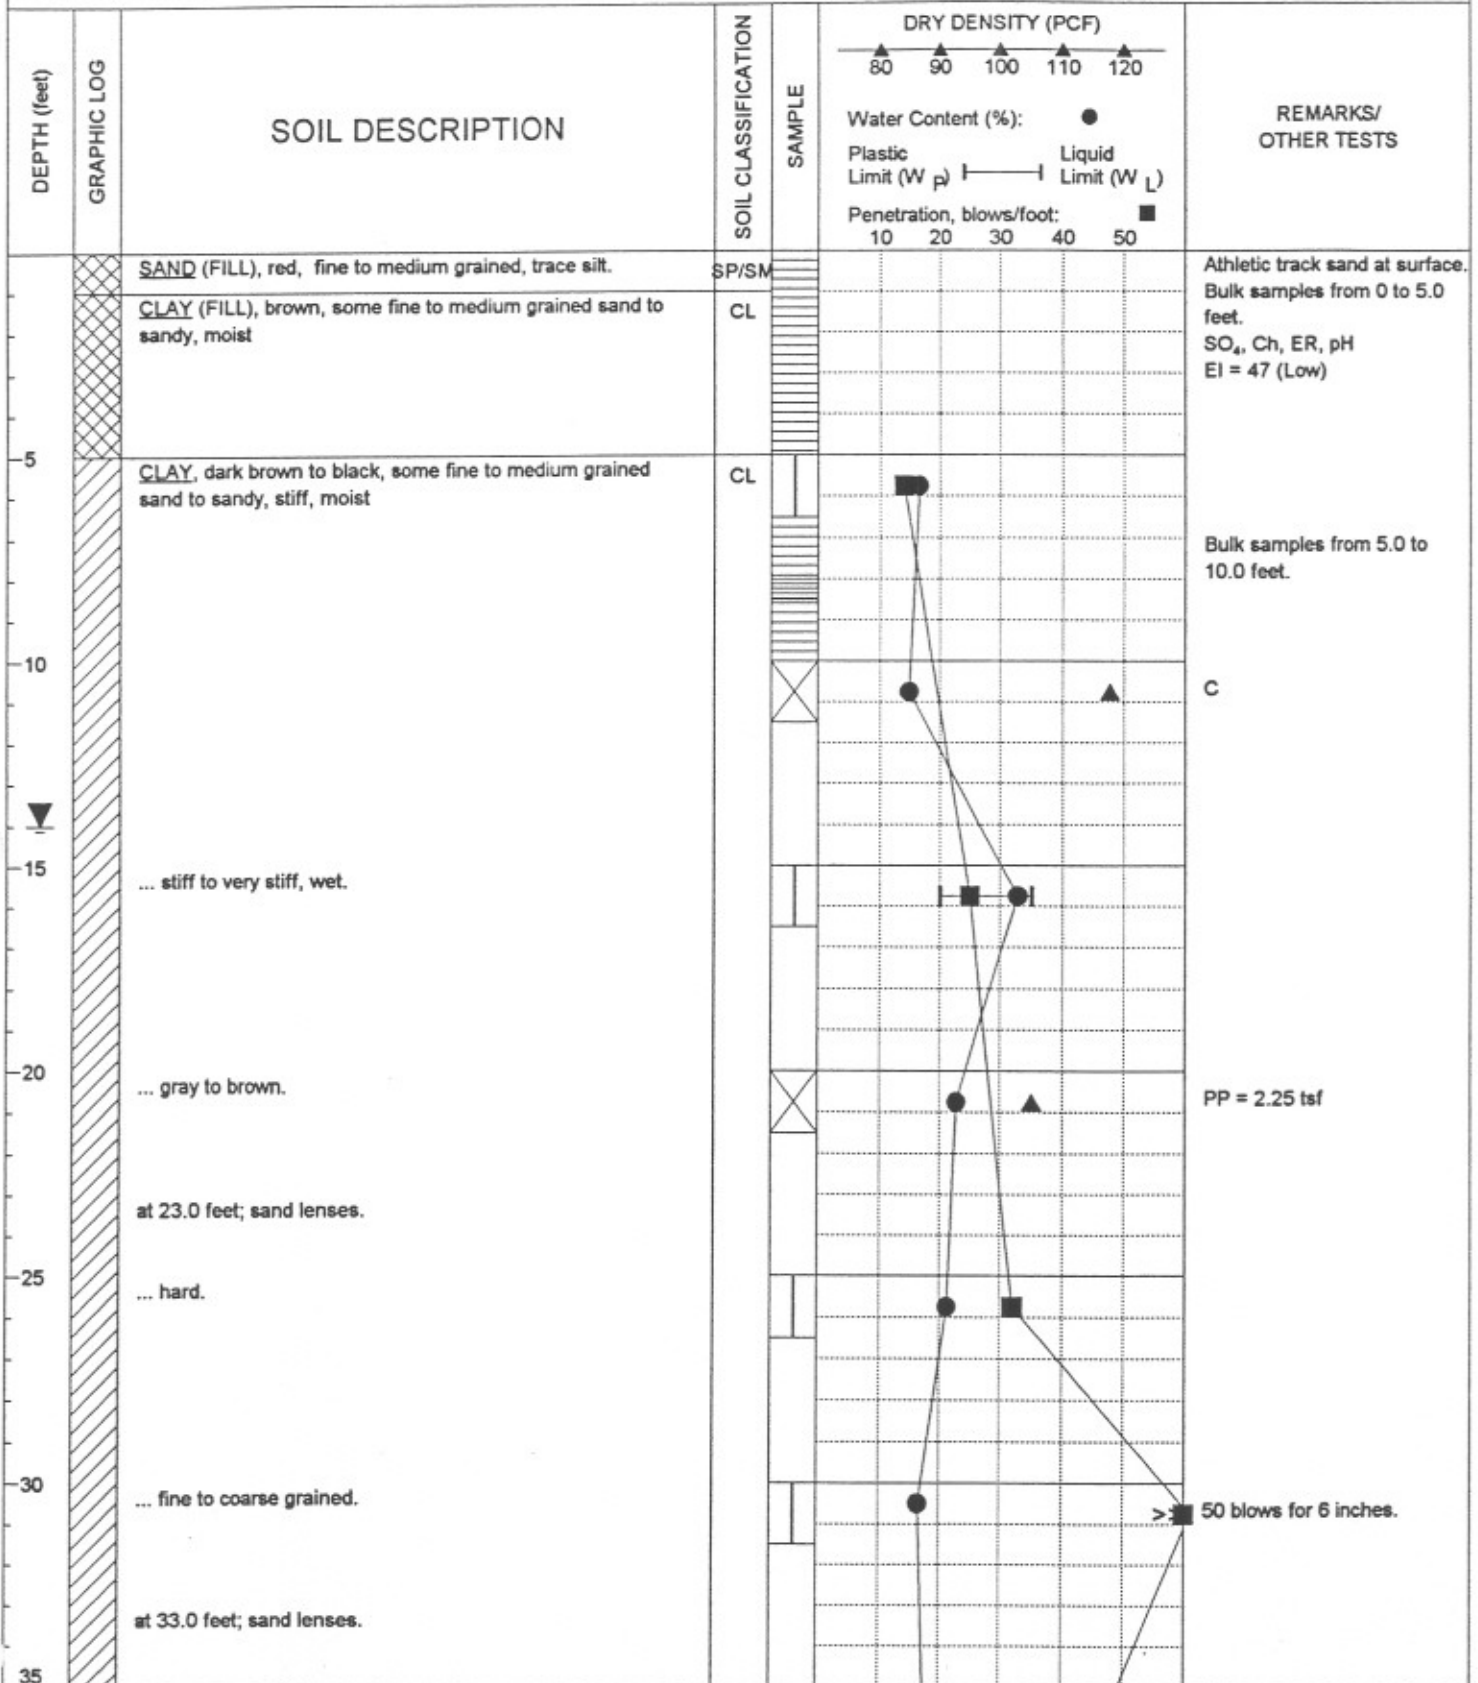 DEPTH (feet)
GRAPHIC LOG
SOIL DESCRIPTION
SOIL CLASSIFICATION
SAMPLE
DRY DENSITY (PCF)
80 90 100 110 120
Water Content (%):
Plastic Limit (W P)
Liquid Limit (W L)
Penetration, blows/foot:
10 20 30 40 50
REMARKS/
OTHER TESTS
SAND (FILL), red, fine to medium grained, trace silt.
SP/SM
Athletic track sand at surface.
Bulk samples from 0 to 5.0
feet.
SO₄, Ch, ER, pH
EI = 47 (Low)
CLAY (FILL), brown, some fine to medium grained sand to
sandy, moist
CL
5
CLAY, dark brown to black, some fine to medium grained
sand to sandy, stiff, moist
CL
Bulk samples from 5.0 to
10.0 feet.
10
C
15
... stiff to very stiff, wet.
20
... gray to brown.
PP = 2.25 tsf
at 23.0 feet; sand lenses.
25
... hard.
30
... fine to coarse grained.
>> 50 blows for 6 inches.
at 33.0 feet; sand lenses.
35